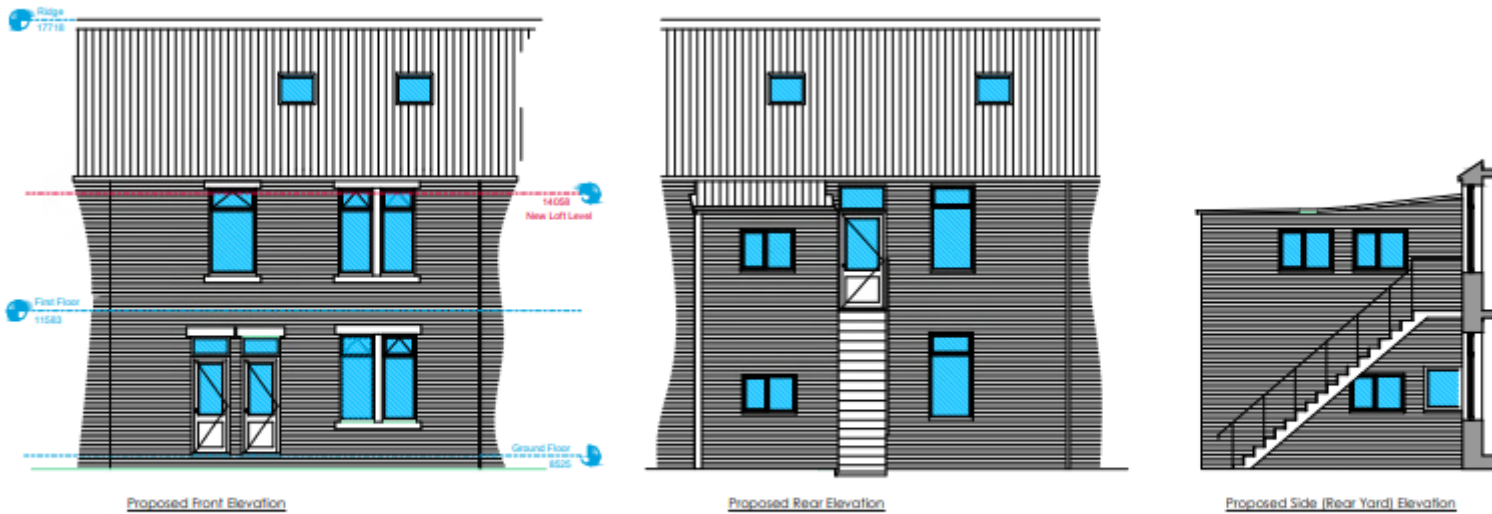 Ridge
17718
14058
New Loft Level
First Floor
11583
Ground Floor
8525
Proposed Front Elevation
Proposed Rear Elevation
Proposed Side (Rear Yard) Elevation